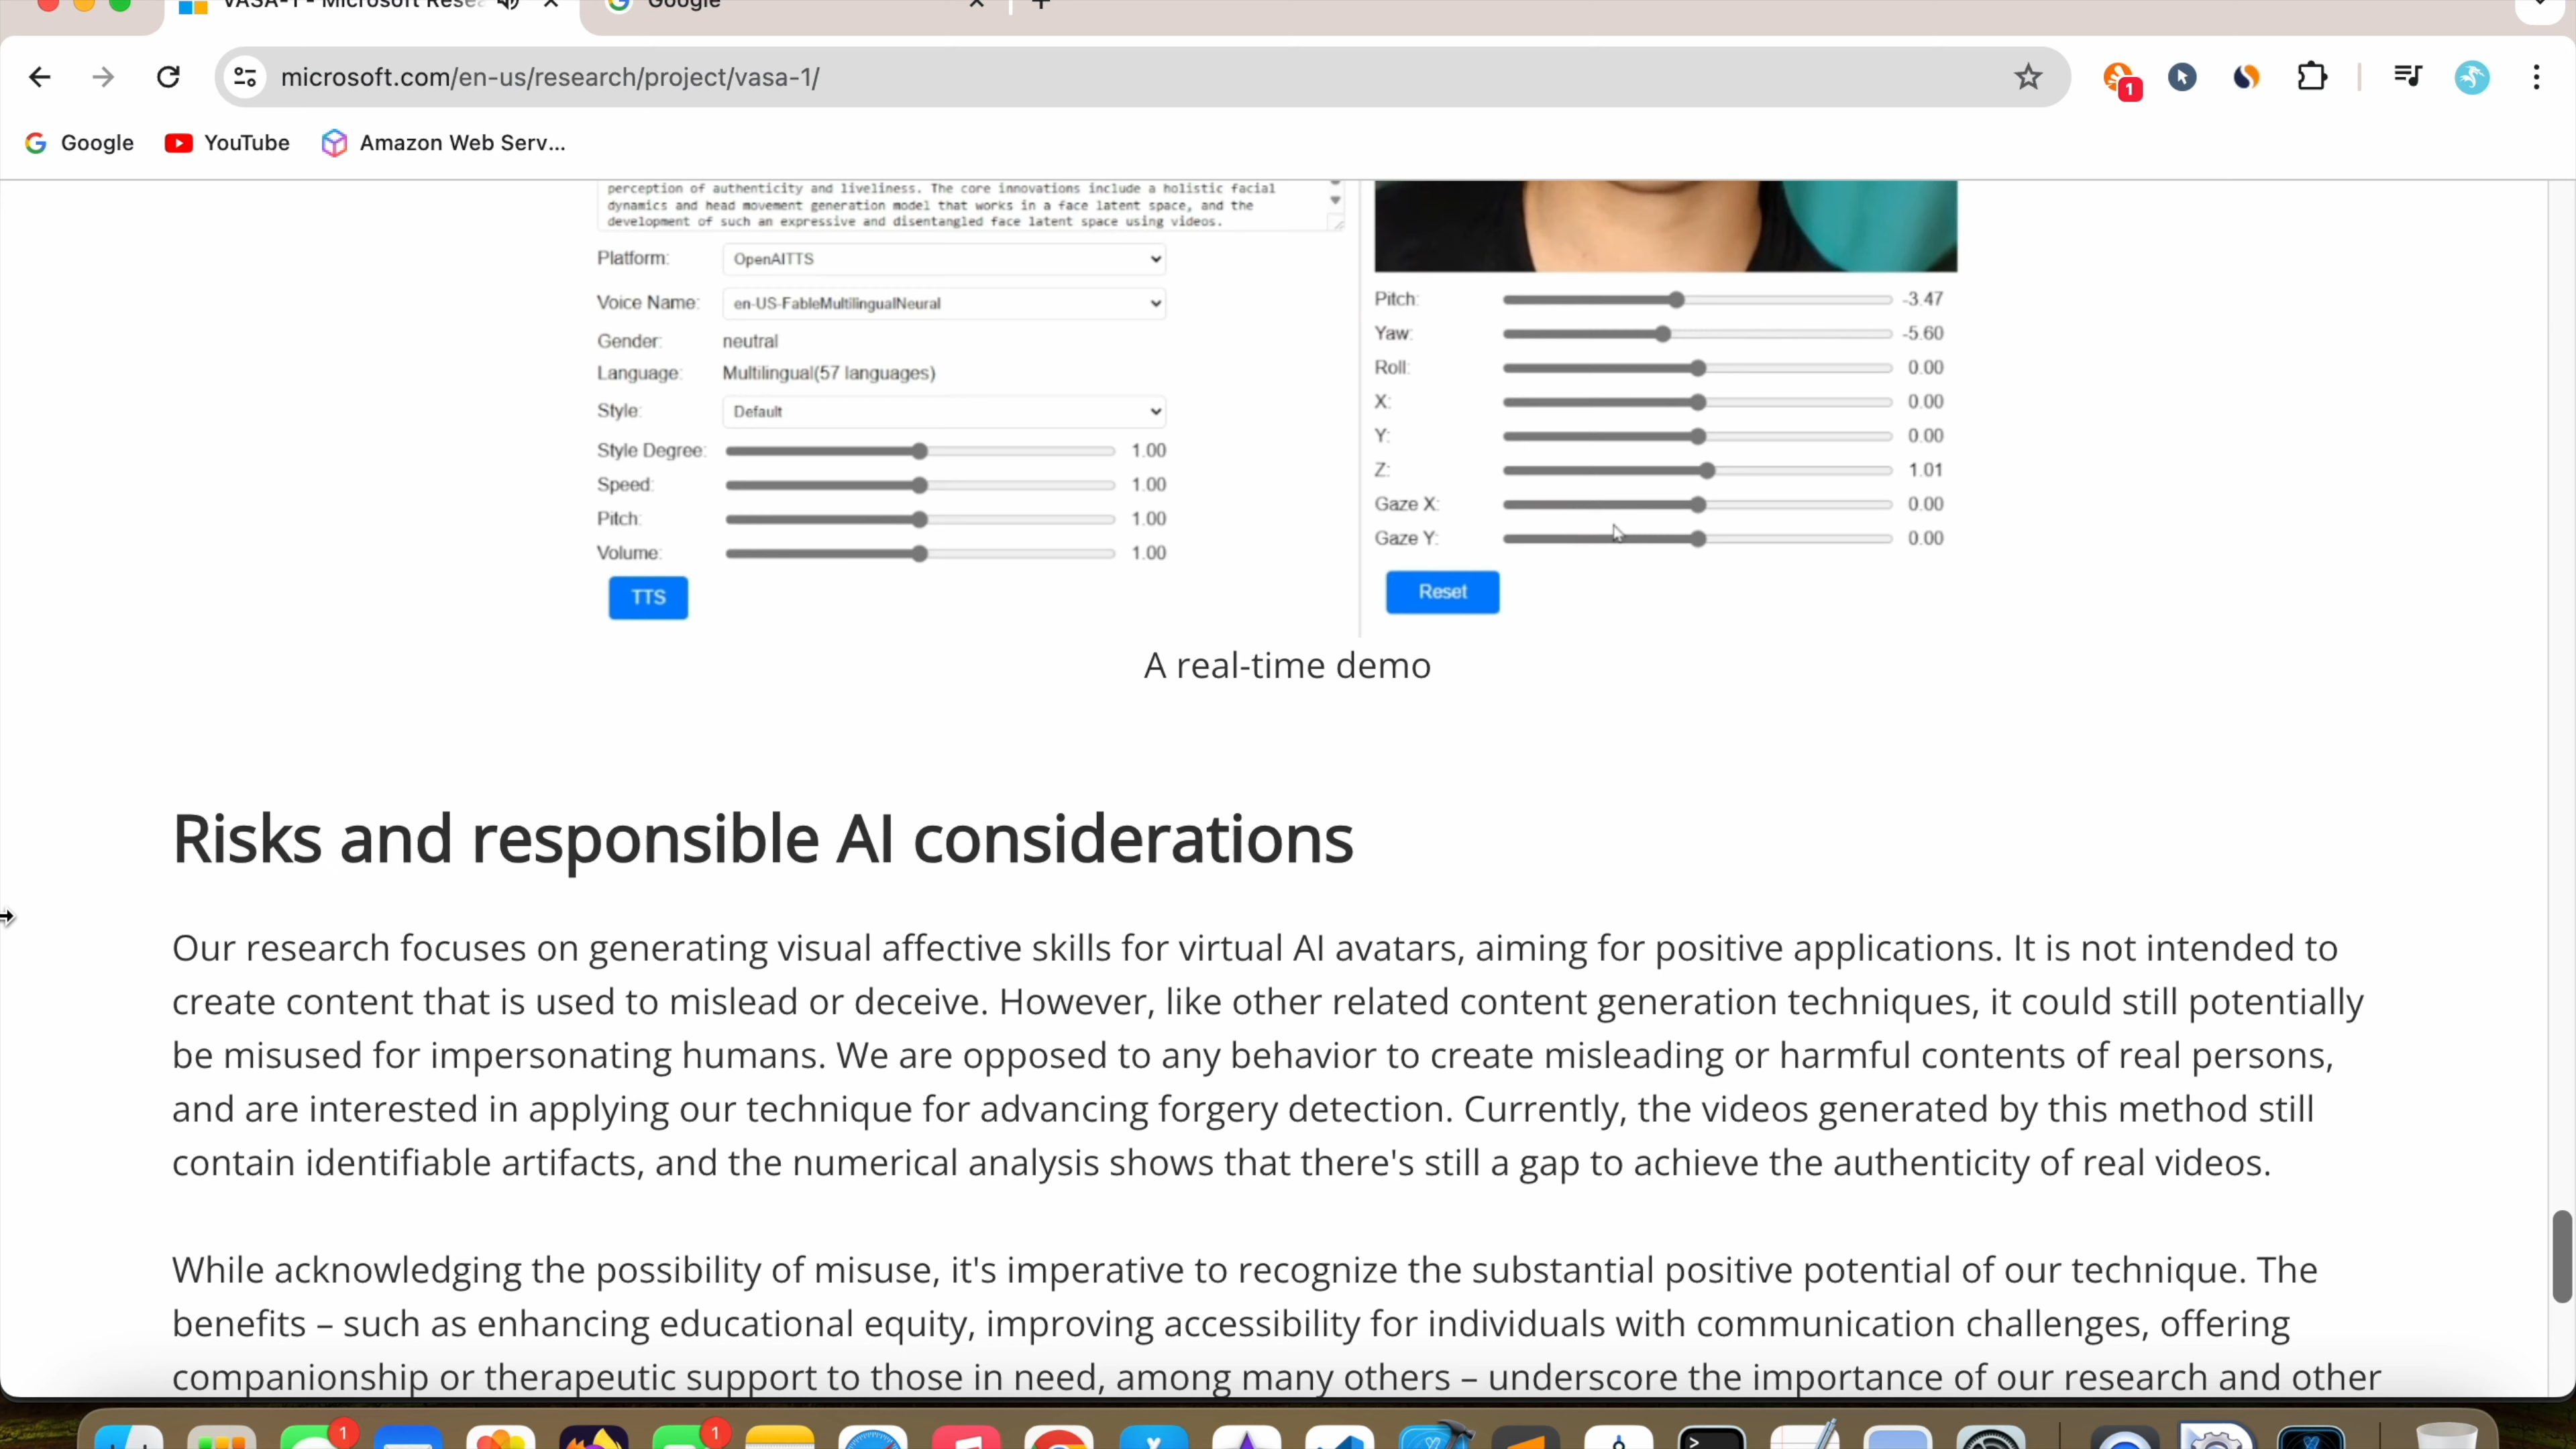 VASA-1 - Microsoft Resea
Google
microsoft.com/en-us/research/project/vasa-1/
1
Google
YouTube
Amazon Web Serv...
perception of authenticity and liveliness. The core innovations include a holistic facial
dynamics and head movement generation model that works in a face latent space, and the
development of such an expressive and disentangled face latent space using videos.
Platform: OpenAITTS
Voice Name: en-US-FableMultilingualNeural
Gender: neutral
Language: Multilingual(57 languages)
Style: Default
Style Degree: 1.00
Speed: 1.00
Pitch: 1.00
Volume: 1.00
TTS
Pitch: -3.47
Yaw: -5.60
Roll: 0.00
X: 0.00
Y: 0.00
Z: 1.01
Gaze X: 0.00
Gaze Y: 0.00
Reset
A real-time demo
Risks and responsible AI considerations
Our research focuses on generating visual affective skills for virtual AI avatars, aiming for positive applications. It is not intended to
create content that is used to mislead or deceive. However, like other related content generation techniques, it could still potentially
be misused for impersonating humans. We are opposed to any behavior to create misleading or harmful contents of real persons,
and are interested in applying our technique for advancing forgery detection. Currently, the videos generated by this method still
contain identifiable artifacts, and the numerical analysis shows that there's still a gap to achieve the authenticity of real videos.
While acknowledging the possibility of misuse, it's imperative to recognize the substantial positive potential of our technique. The
benefits – such as enhancing educational equity, improving accessibility for individuals with communication challenges, offering
companionship or therapeutic support to those in need, among many others – underscore the importance of our research and other
1
1